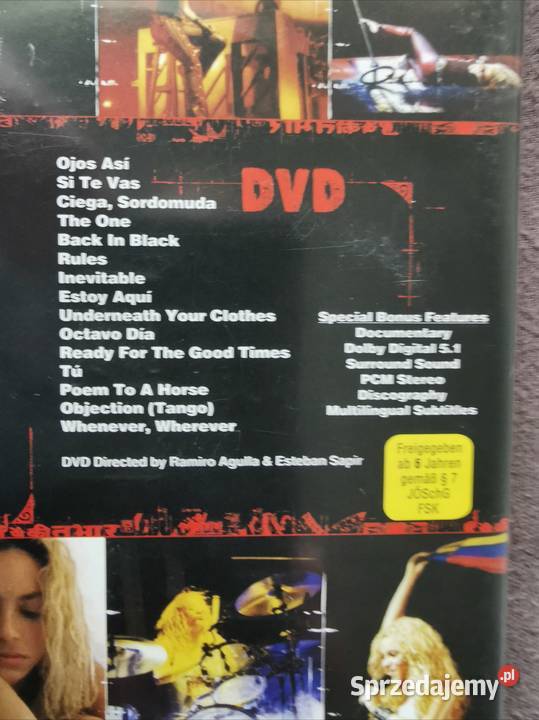 Ojos Así
Si Te Vas
Ciega, Sordomuda
The One
Back In Black
Rules
Inevitable
Estoy Aquí
Underneath Your Clothes
Octavo Día
Ready For The Good Times
Tú
Poem To A Horse
Objection (Tango)
Whenever, Wherever
DVD Directed by Ramiro Agulla & Esteban Sapir
DVD
Special Bonus Features
Documentary
Dolby Digital 5.1
Surround Sound
PCM Stereo
Discography
Multilingual Subtitles
Freigegeben
ab 6 Jahren
gemäß § 7
JÖSchG
FSK
Sprzedajemy.pl